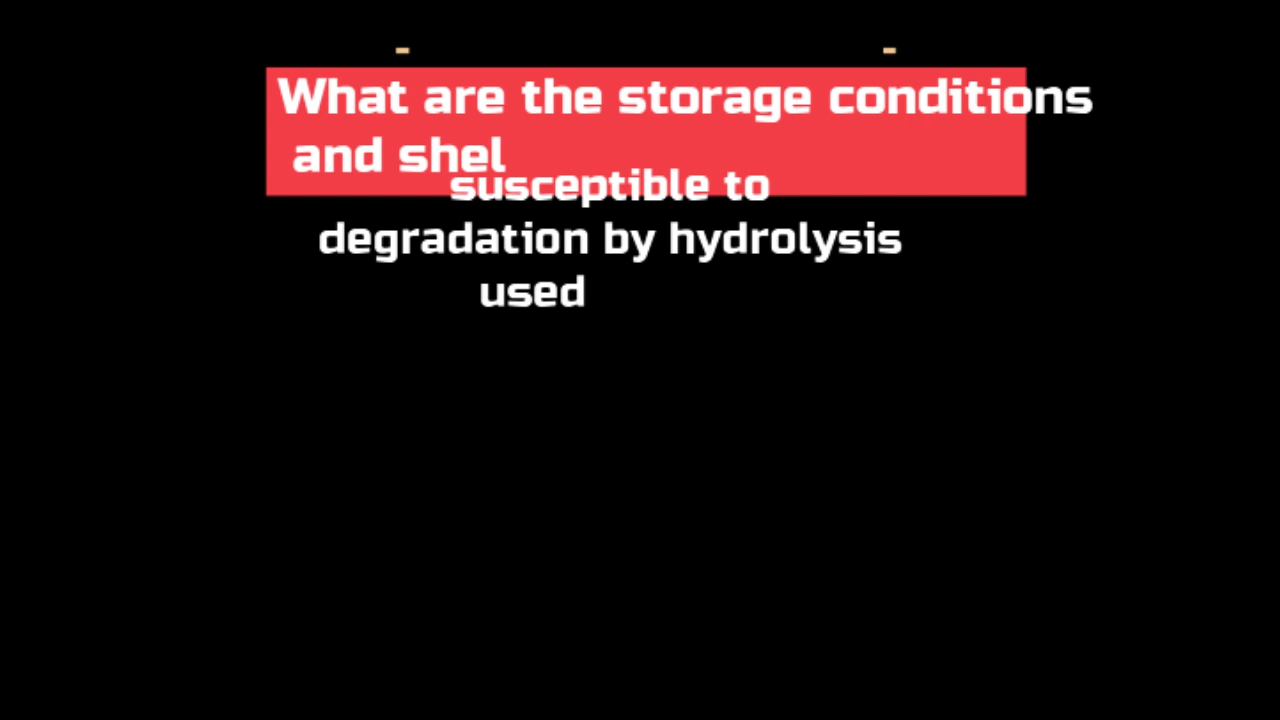 What are the storage conditions
and shel
susceptible to
degradation by hydrolysis
used